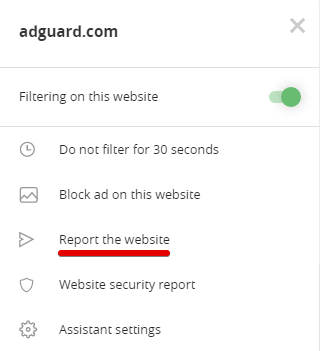 adguard.com
Filtering on this website
Do not filter for 30 seconds
Block ad on this website
Report the website
Website security report
Assistant settings